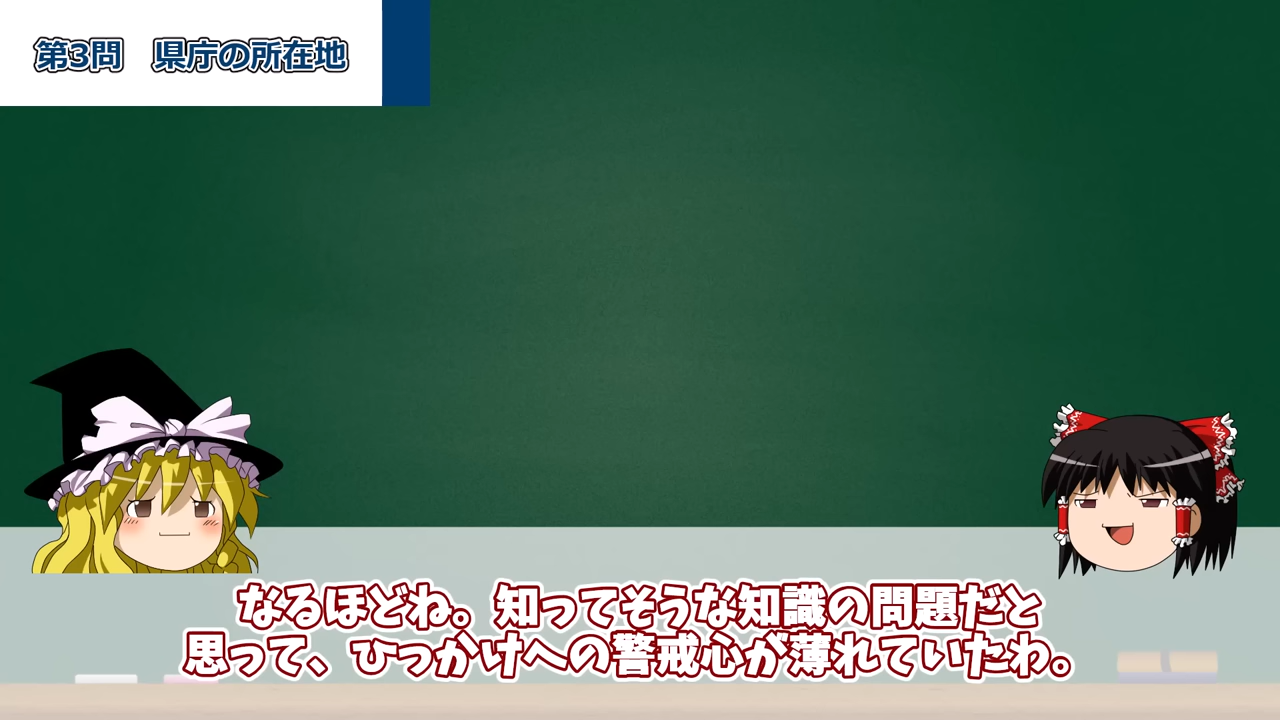 第3問　県庁の所在地
なるほどね。知ってそうな知識の問題だと
思って、ひっかけへの警戒心が薄れていたわ。